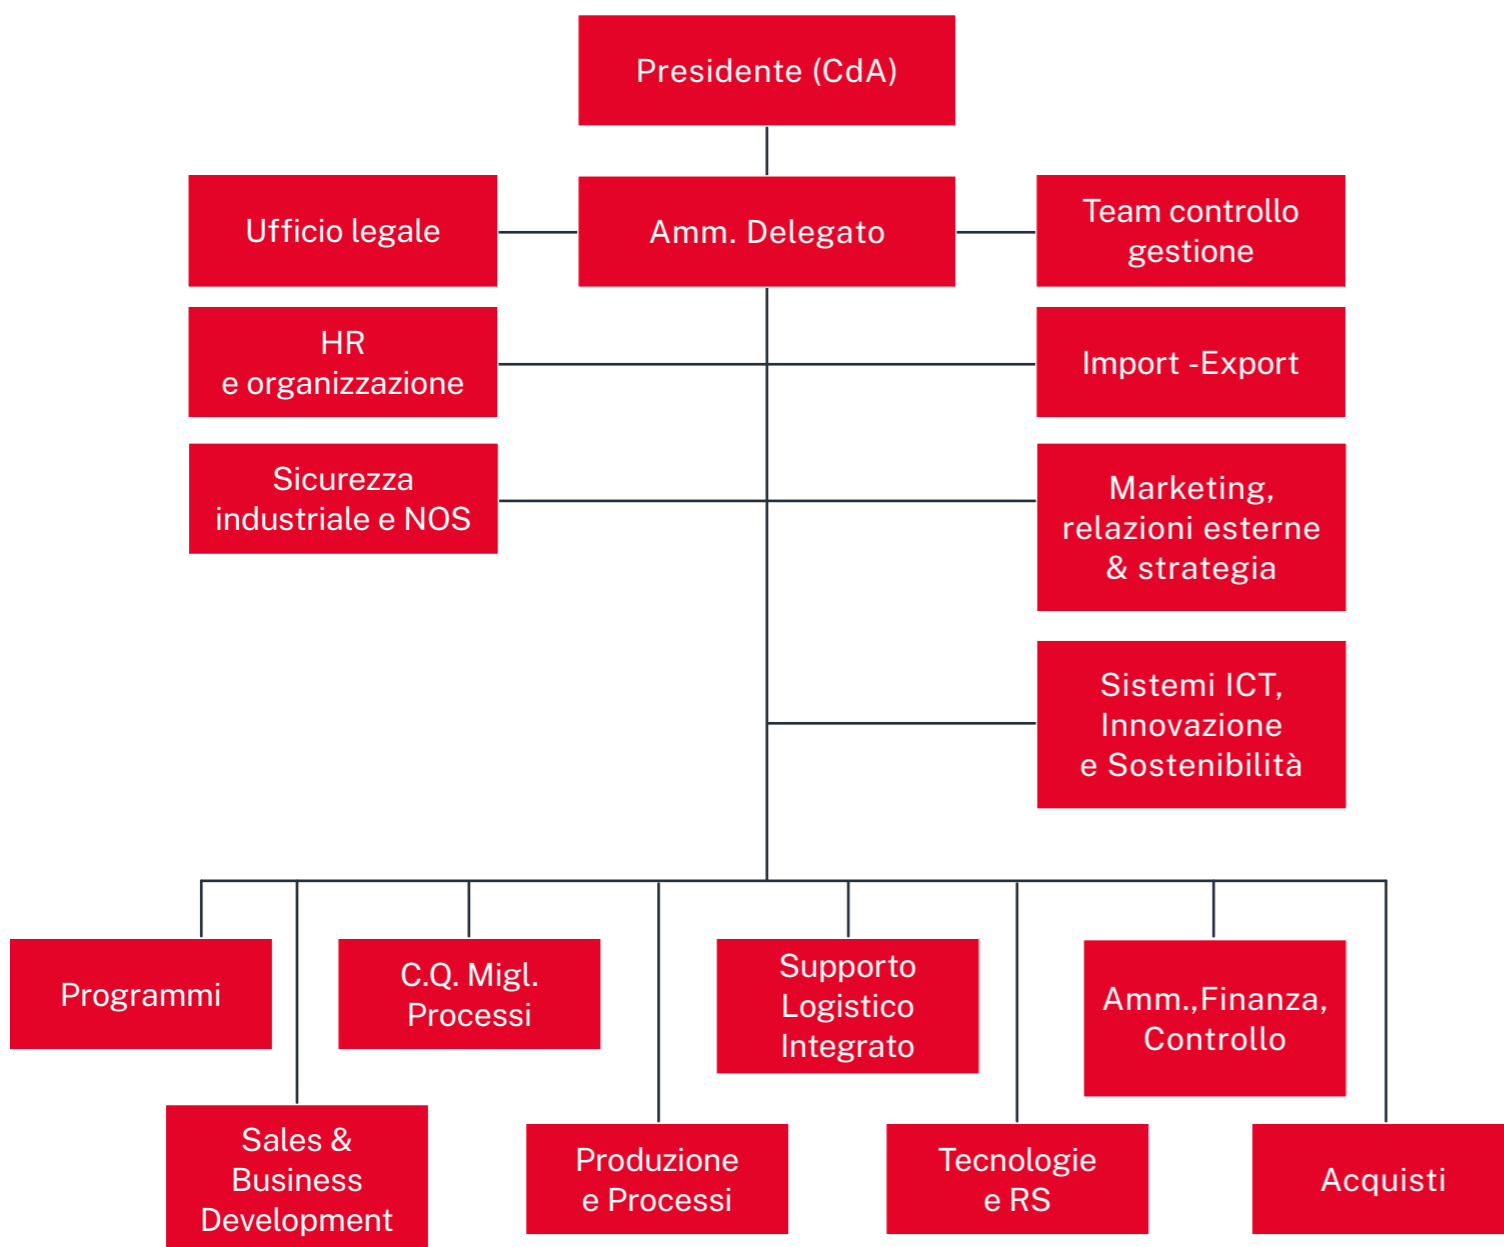 Presidente (CdA)
Ufficio legale
Amm. Delegato
Team controllo
gestione
HR
e organizzazione
Import -Export
Sicurezza
industriale e NOS
Marketing,
relazioni esterne
& strategia
Sistemi ICT,
Innovazione
e Sostenibilità
Programmi
C.Q. Migl.
Processi
Supporto
Logistico
Integrato
Amm.,Finanza,
Controllo
Sales &
Business
Development
Produzione
e Processi
Tecnologie
e RS
Acquisti